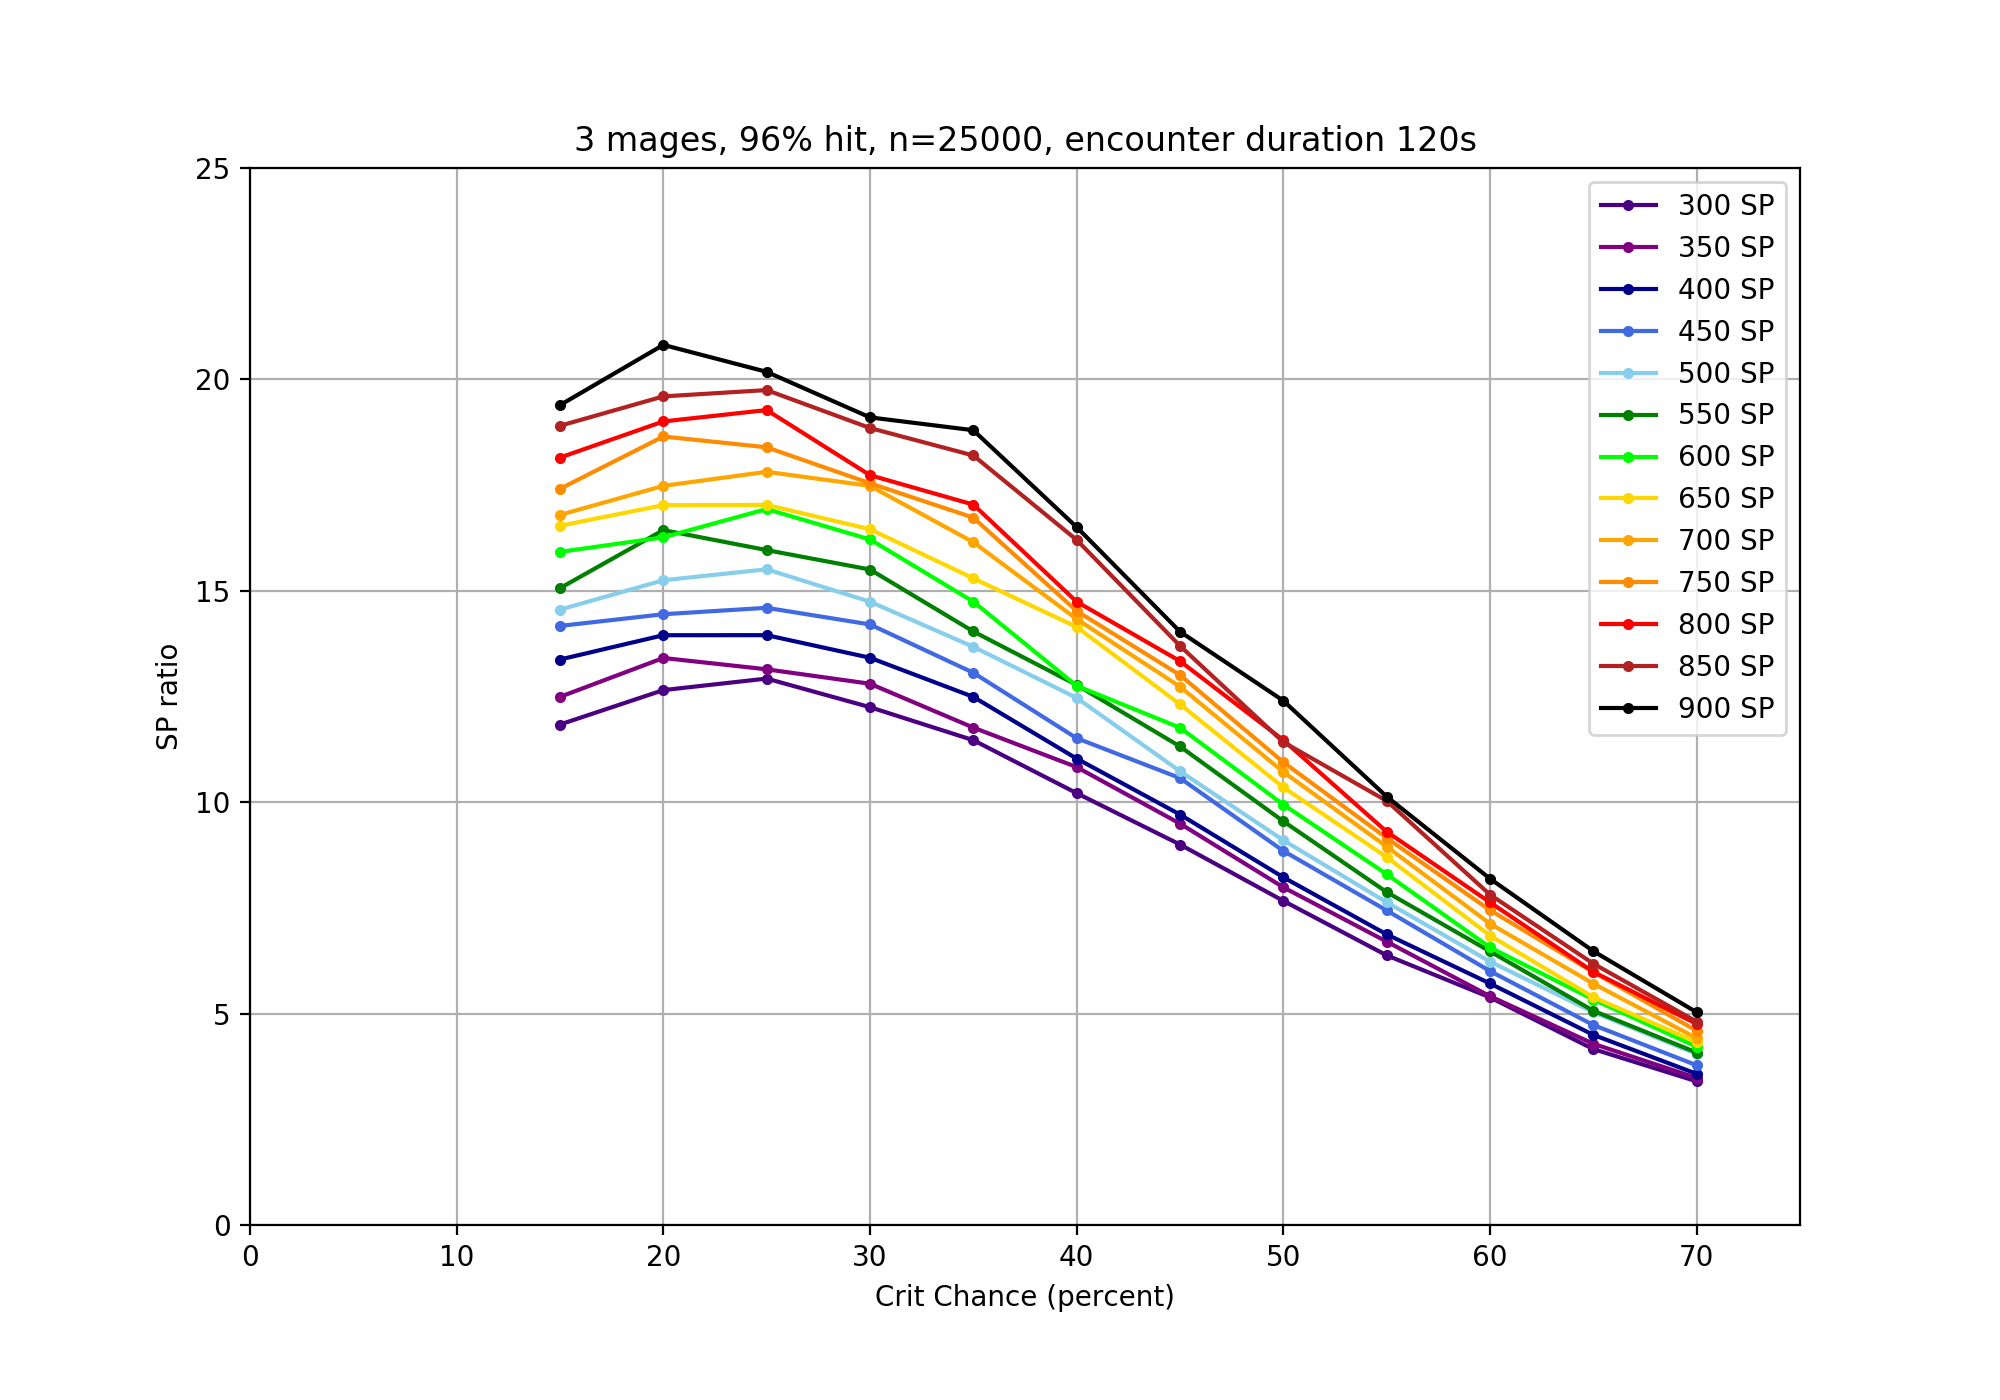 3 mages, 96% hit, n=25000, encounter duration 120s
25
20
15
10
5
0
SP ratio
0 10 20 30 40 50 60 70
Crit Chance (percent)
300 SP
350 SP
400 SP
450 SP
500 SP
550 SP
600 SP
650 SP
700 SP
750 SP
800 SP
850 SP
900 SP